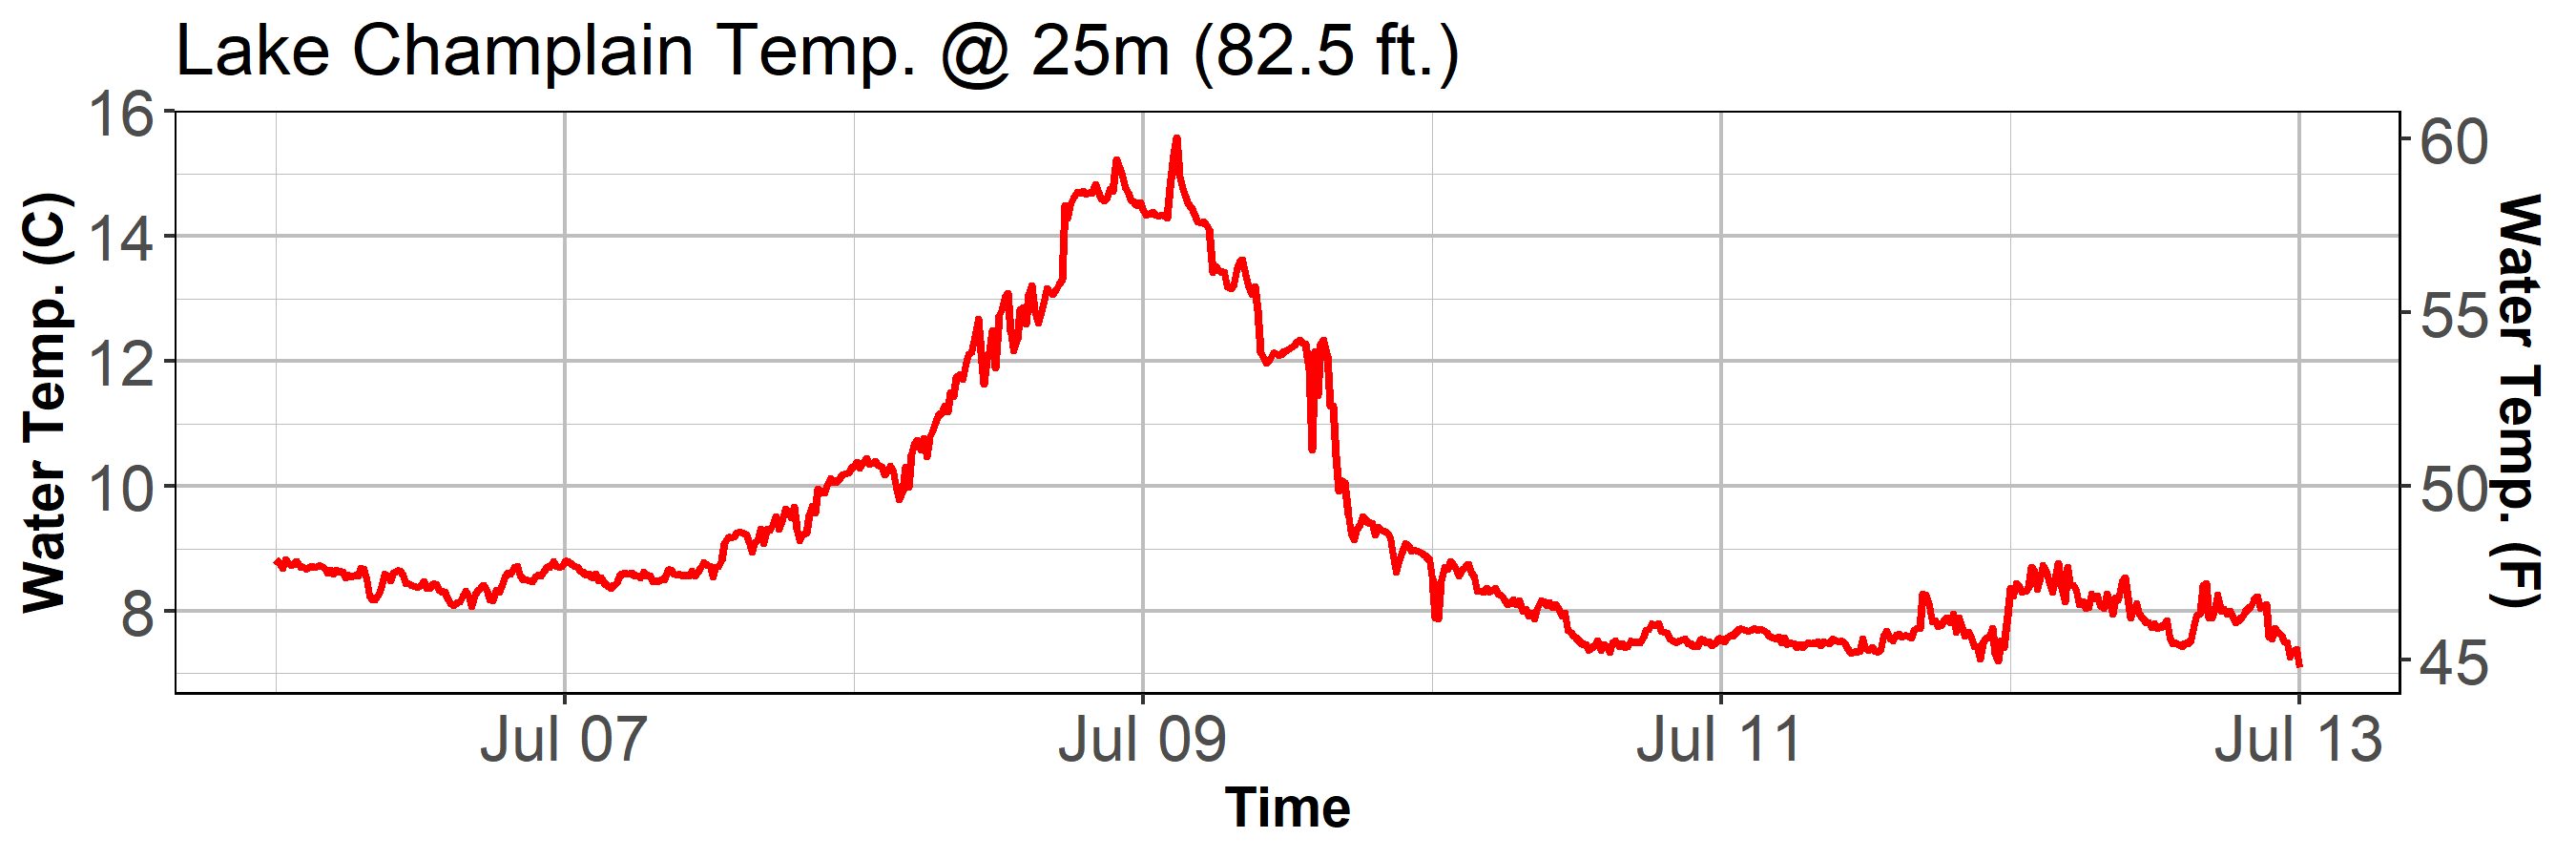 Lake Champlain Temp. @ 25m (82.5 ft.)
Water Temp. (C)
16
14
12
10
8
60
55
50
45
Water Temp. (F)
Jul 07
Jul 09
Jul 11
Jul 13
Time